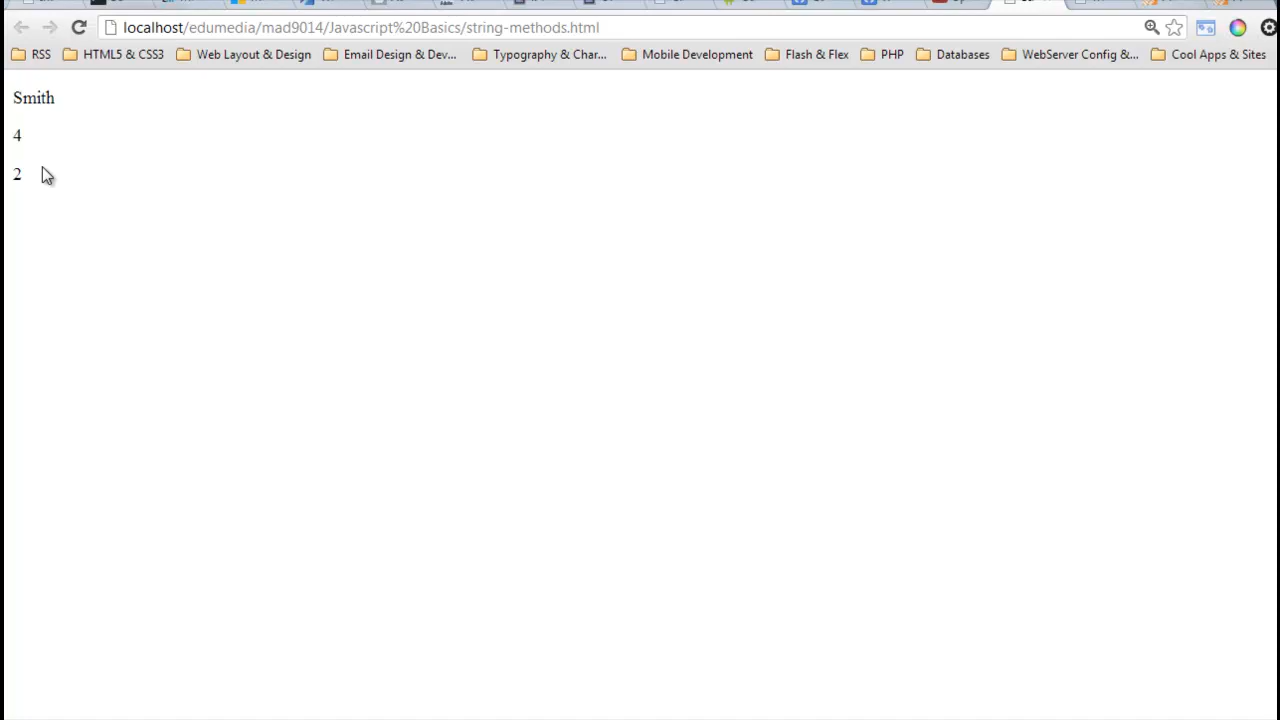 localhost/edumedia/mad9014/Javascript%20Basics/string-methods.html
RSS HTML5 & CSS3 Web Layout & Design Email Design & Dev... Typography & Char... Mobile Development Flash & Flex PHP Databases WebServer Config &... Cool Apps & Sites
Smith
4
2